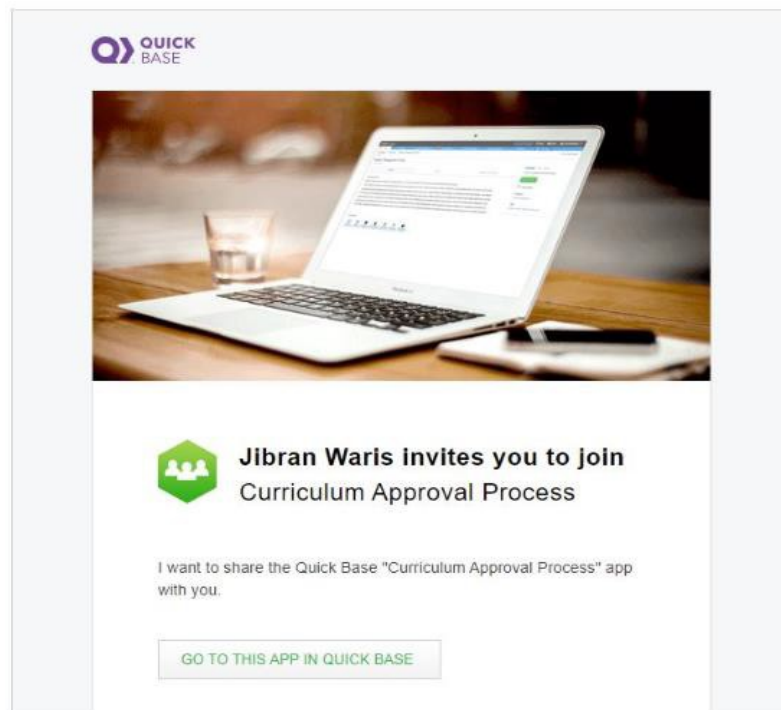 QUICK
BASE
Jibran Waris invites you to join
Curriculum Approval Process
I want to share the Quick Base "Curriculum Approval Process" app
with you.
GO TO THIS APP IN QUICK BASE